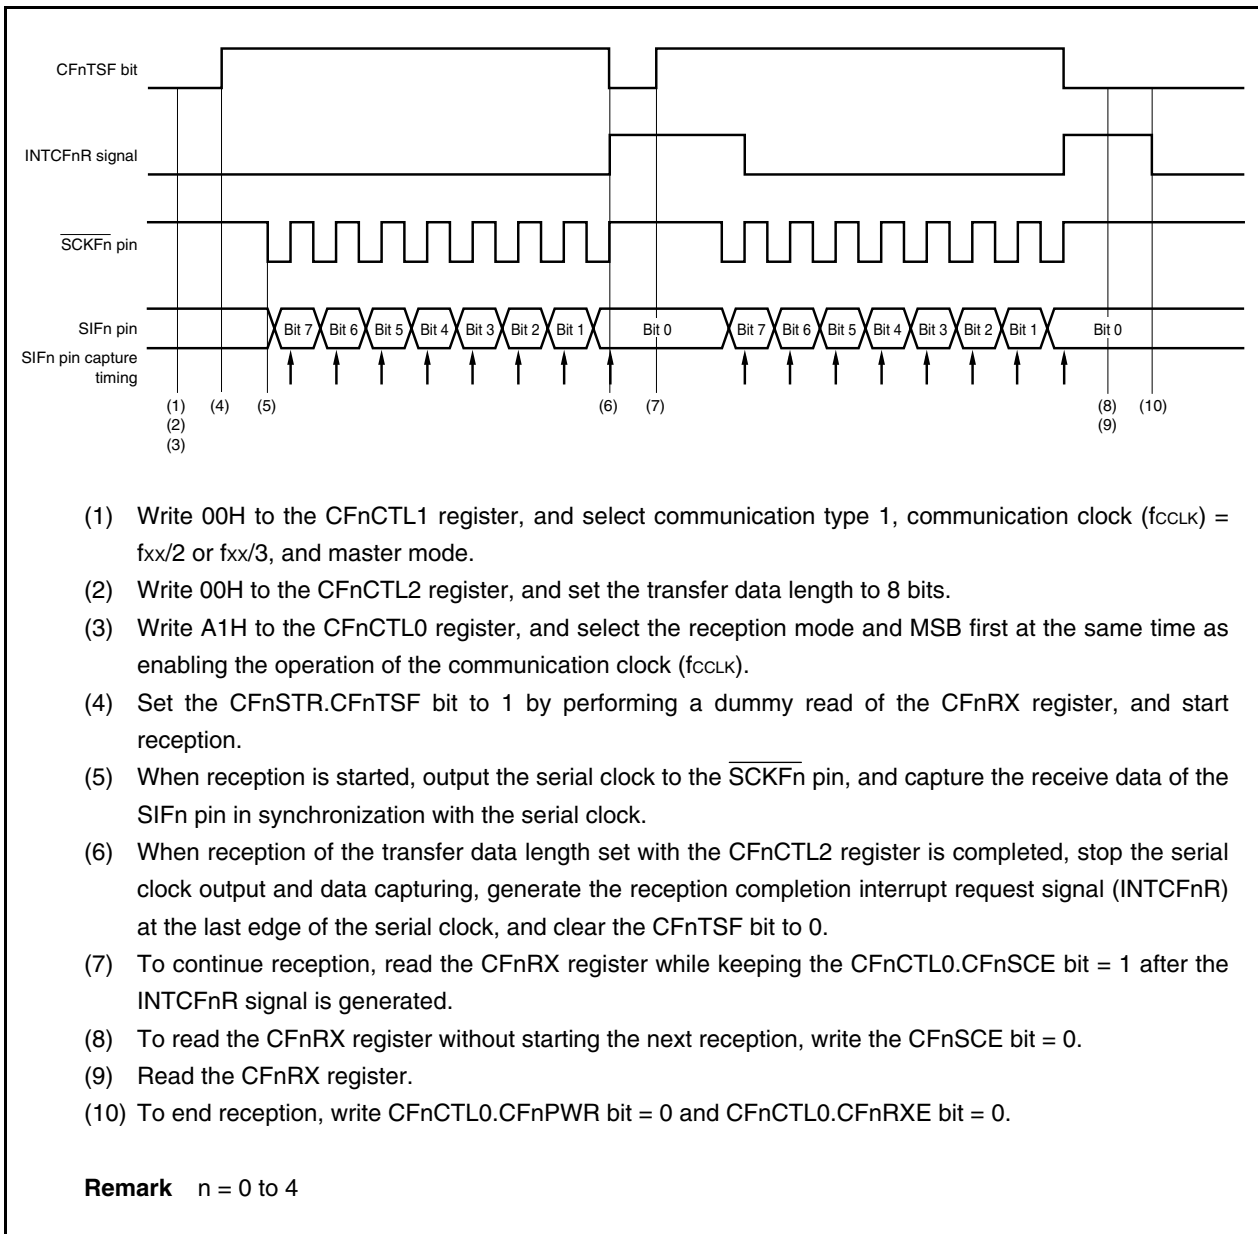 CFnTSF bit
INTCFnR signal
SCKFn pin
SIFn pin
Bit 7 Bit 6 Bit 5 Bit 4 Bit 3 Bit 2 Bit 1 Bit 0 Bit 7 Bit 6 Bit 5 Bit 4 Bit 3 Bit 2 Bit 1 Bit 0
SIFn pin capture
timing
(1) (4) (5) (6) (7) (8) (10)
(2) (9)
(3)
(1) Write 00H to the CFnCTL1 register, and select communication type 1, communication clock (fCCLK) =
fxx/2 or fxx/3, and master mode.
(2) Write 00H to the CFnCTL2 register, and set the transfer data length to 8 bits.
(3) Write A1H to the CFnCTL0 register, and select the reception mode and MSB first at the same time as
enabling the operation of the communication clock (fCCLK).
(4) Set the CFnSTR.CFnTSF bit to 1 by performing a dummy read of the CFnRX register, and start
reception.
(5) When reception is started, output the serial clock to the SCKFn pin, and capture the receive data of the
SIFn pin in synchronization with the serial clock.
(6) When reception of the transfer data length set with the CFnCTL2 register is completed, stop the serial
clock output and data capturing, generate the reception completion interrupt request signal (INTCFnR)
at the last edge of the serial clock, and clear the CFnTSF bit to 0.
(7) To continue reception, read the CFnRX register while keeping the CFnCTL0.CFnSCE bit = 1 after the
INTCFnR signal is generated.
(8) To read the CFnRX register without starting the next reception, write the CFnSCE bit = 0.
(9) Read the CFnRX register.
(10) To end reception, write CFnCTL0.CFnPWR bit = 0 and CFnCTL0.CFnRXE bit = 0.
Remark n = 0 to 4